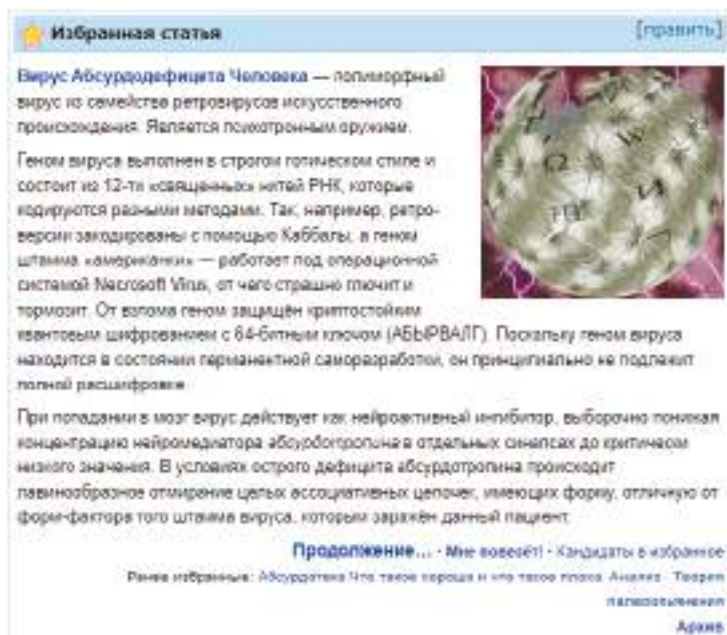 Избранная статья
[править]
Вирус Абсурдодефицита Человека — полиморфный
вирус из семейства ретровирусов искусственного
происхождения. Является психотронным оружием.
Геном вируса выполнен в строгом готическом стиле и
состоит из 12-ти «священных» нитей РНК, которые
кодируются разными методами. Так, например, ретро-
версии закодированы с помощью Каббалы, а геном
штамма «американки» — работает под операционной
системой Necrosoft Virus, от чего страшно глючит и
тормозит. От взлома геном защищён криптостойким
квантовым шифрованием с 64-битным ключом (АБЫРВАЛГ). Поскольку геном вируса
находится в состоянии перманентной саморазработки, он принципиально не подлежит
полной расшифровке.
При попадании в мозг вирус действует как нейроактивный ингибитор, выборочно понижая
концентрацию нейромедиатора абсурдотропина в отдельных синапсах до критически
низкого значения. В условиях острого дефицита абсурдотропина происходит
лавинообразное отмирание целых ассоциативных цепочек, имеющих форму, отличную от
форм-фактора того штамма вируса, которым заражён данный пациент.
Продолжение... · Мне повезёт! · Кандидаты в избранное
Ранее избранные: Абсурдотека Что такое хорошо и что такое плохо Анализ Теория
Архив